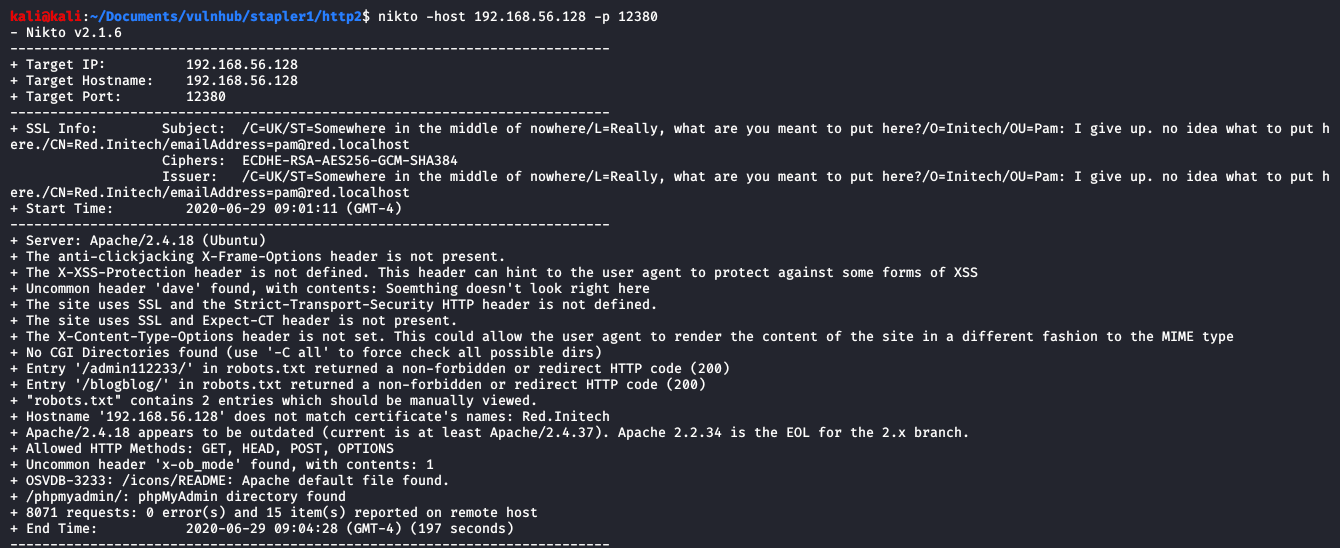 kali@kali:~/Documents/vulnhub/stapler1/http2$ nikto -host 192.168.56.128 -p 12380
- Nikto v2.1.6
---------------------------------------------------------------------------
+ Target IP:          192.168.56.128
+ Target Hostname:    192.168.56.128
+ Target Port:        12380
---------------------------------------------------------------------------
+ SSL Info:        Subject:  /C=UK/ST=Somewhere in the middle of nowhere/L=Really, what are you meant to put here?/O=Initech/OU=Pam: I give up. no idea what to put h
ere./CN=Red.Initech/emailAddress=pam@red.localhost
                   Ciphers:  ECDHE-RSA-AES256-GCM-SHA384
                   Issuer:   /C=UK/ST=Somewhere in the middle of nowhere/L=Really, what are you meant to put here?/O=Initech/OU=Pam: I give up. no idea what to put h
ere./CN=Red.Initech/emailAddress=pam@red.localhost
+ Start Time:         2020-06-29 09:01:11 (GMT-4)
---------------------------------------------------------------------------
+ Server: Apache/2.4.18 (Ubuntu)
+ The anti-clickjacking X-Frame-Options header is not present.
+ The X-XSS-Protection header is not defined. This header can hint to the user agent to protect against some forms of XSS
+ Uncommon header 'dave' found, with contents: Soemthing doesn't look right here
+ The site uses SSL and the Strict-Transport-Security HTTP header is not defined.
+ The site uses SSL and Expect-CT header is not present.
+ The X-Content-Type-Options header is not set. This could allow the user agent to render the content of the site in a different fashion to the MIME type
+ No CGI Directories found (use '-C all' to force check all possible dirs)
+ Entry '/admin112233/' in robots.txt returned a non-forbidden or redirect HTTP code (200)
+ Entry '/blogblog/' in robots.txt returned a non-forbidden or redirect HTTP code (200)
+ "robots.txt" contains 2 entries which should be manually viewed.
+ Hostname '192.168.56.128' does not match certificate's names: Red.Initech
+ Apache/2.4.18 appears to be outdated (current is at least Apache/2.4.37). Apache 2.2.34 is the EOL for the 2.x branch.
+ Allowed HTTP Methods: GET, HEAD, POST, OPTIONS
+ Uncommon header 'x-ob_mode' found, with contents: 1
+ OSVDB-3233: /icons/README: Apache default file found.
+ /phpmyadmin/: phpMyAdmin directory found
+ 8071 requests: 0 error(s) and 15 item(s) reported on remote host
+ End Time:           2020-06-29 09:04:28 (GMT-4) (197 seconds)
---------------------------------------------------------------------------